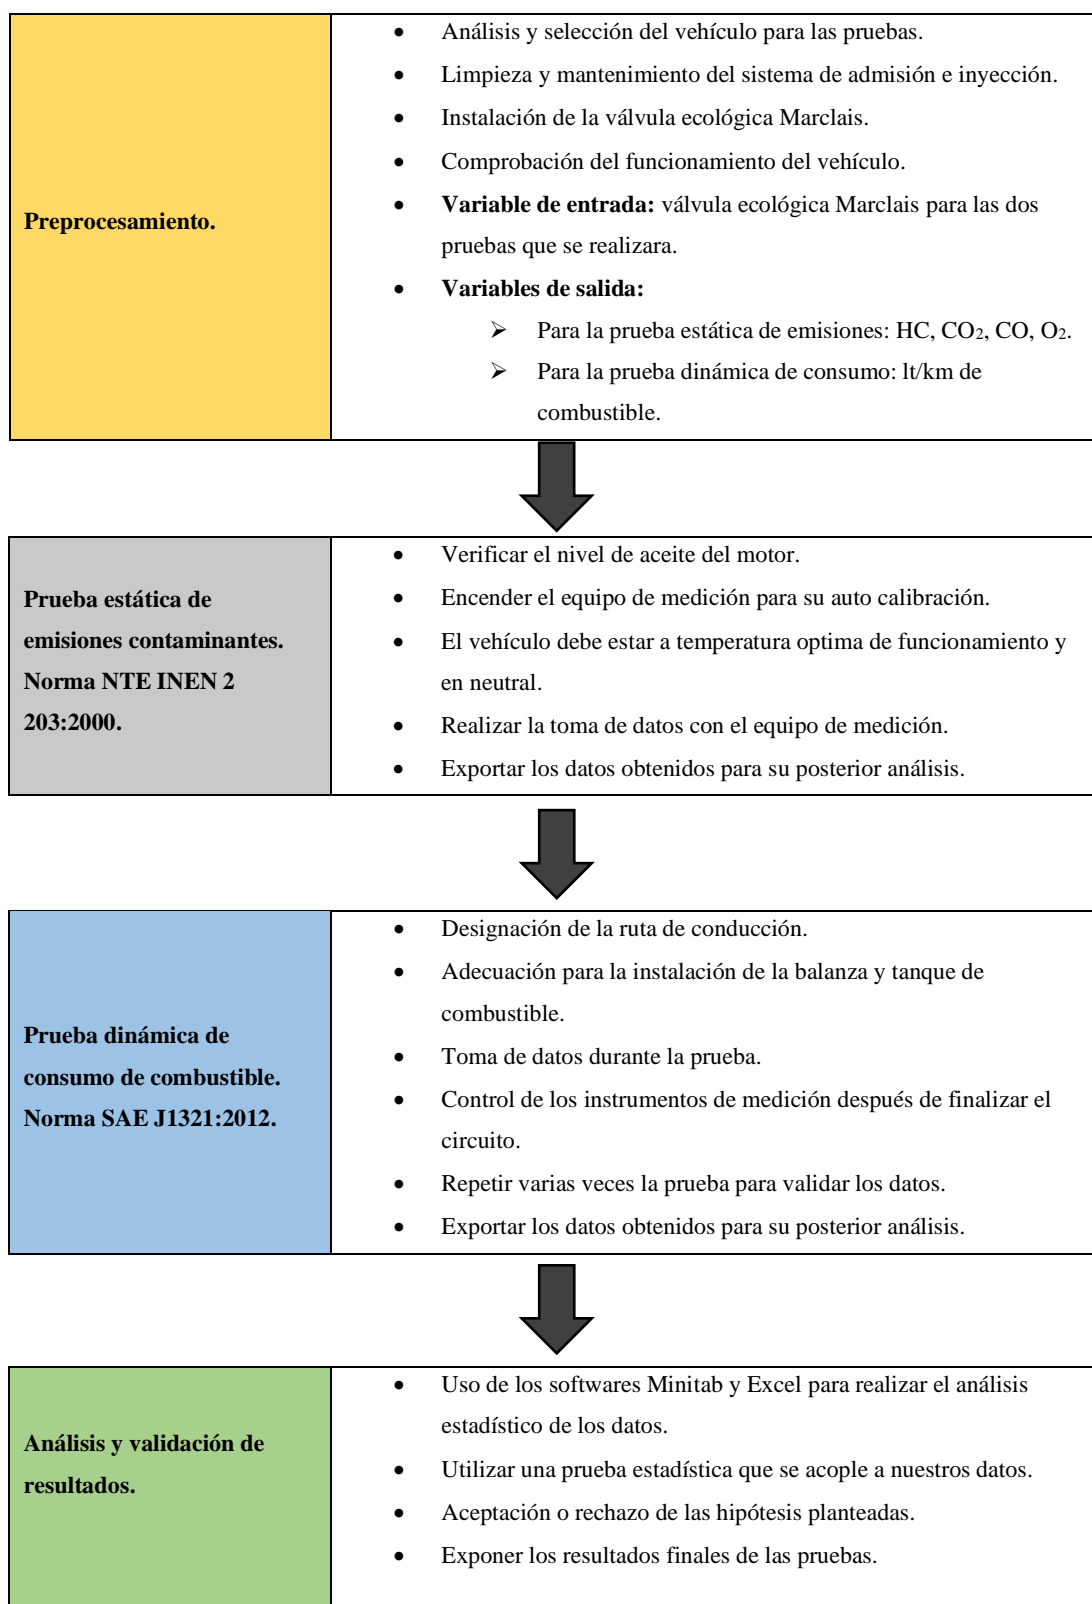 Preprocesamiento.
• Análisis y selección del vehículo para las pruebas.
• Limpieza y mantenimiento del sistema de admisión e inyección.
• Instalación de la válvula ecológica Marclais.
• Comprobación del funcionamiento del vehículo.
• Variable de entrada: válvula ecológica Marclais para las dos
pruebas que se realizara.
• Variables de salida:
➢ Para la prueba estática de emisiones: HC, CO₂, CO, O₂.
➢ Para la prueba dinámica de consumo: lt/km de
combustible.
Prueba estática de
emisiones contaminantes.
Norma NTE INEN 2
203:2000.
• Verificar el nivel de aceite del motor.
• Encender el equipo de medición para su auto calibración.
• El vehículo debe estar a temperatura optima de funcionamiento y
en neutral.
• Realizar la toma de datos con el equipo de medición.
• Exportar los datos obtenidos para su posterior análisis.
Prueba dinámica de
consumo de combustible.
Norma SAE J1321:2012.
• Designación de la ruta de conducción.
• Adecuación para la instalación de la balanza y tanque de
combustible.
• Toma de datos durante la prueba.
• Control de los instrumentos de medición después de finalizar el
circuito.
• Repetir varias veces la prueba para validar los datos.
• Exportar los datos obtenidos para su posterior análisis.
Análisis y validación de
resultados.
• Uso de los softwares Minitab y Excel para realizar el análisis
estadístico de los datos.
• Utilizar una prueba estadística que se acople a nuestros datos.
• Aceptación o rechazo de las hipótesis planteadas.
• Exponer los resultados finales de las pruebas.